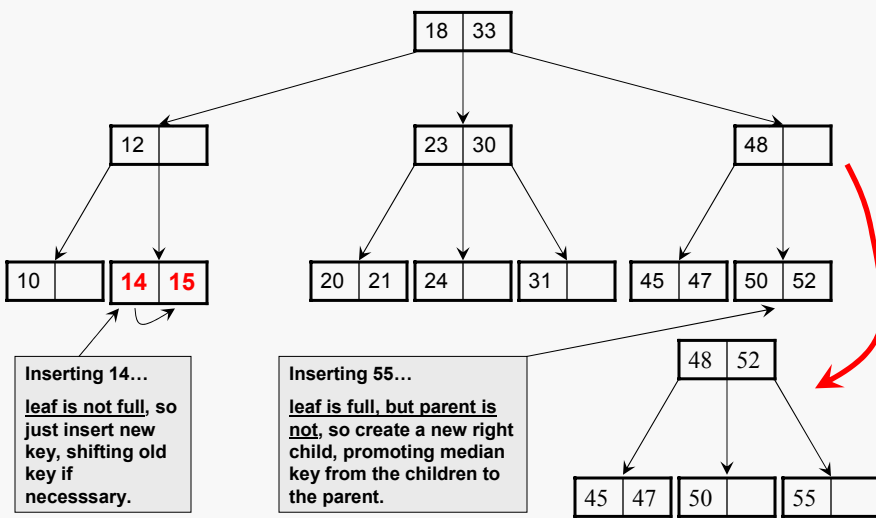 18 33
12
23 30
48
10
14 15
20 21
24
31
45 47
50 52
Inserting 14…
leaf is not full, so
just insert new
key, shifting old
key if
necesssary.
Inserting 55…
leaf is full, but parent is
not, so create a new right
child, promoting median
key from the children to
the parent.
48 52
45 47
50
55